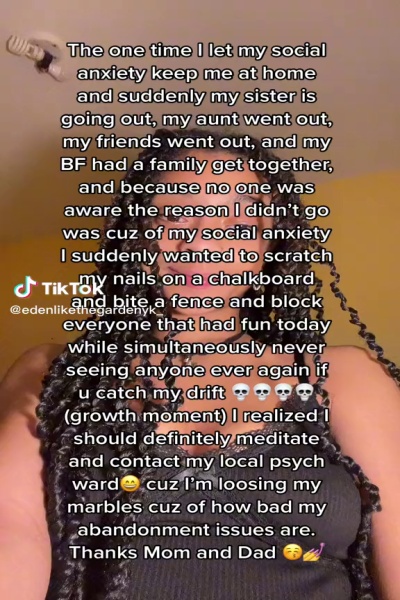 The one time I let my social
anxiety keep me at home
and suddenly my sister is
going out, my aunt went out,
my friends went out, and my
BF had a family get together,
and because no one was
aware the reason I didn't go
was cuz of my social anxiety
I suddenly wanted to scratch
my nails on a chalkboard
TikTok
and bite a fence and block
@edenlikethegardenyk_
everyone that had fun today
while simultaneously never
seeing anyone ever again if
u catch my drift 💀💀💀💀
(growth moment) I realized I
should definitely meditate
and contact my local psych
ward😄 cuz I'm loosing my
marbles cuz of how bad my
abandonment issues are.
Thanks Mom and Dad 😚💅